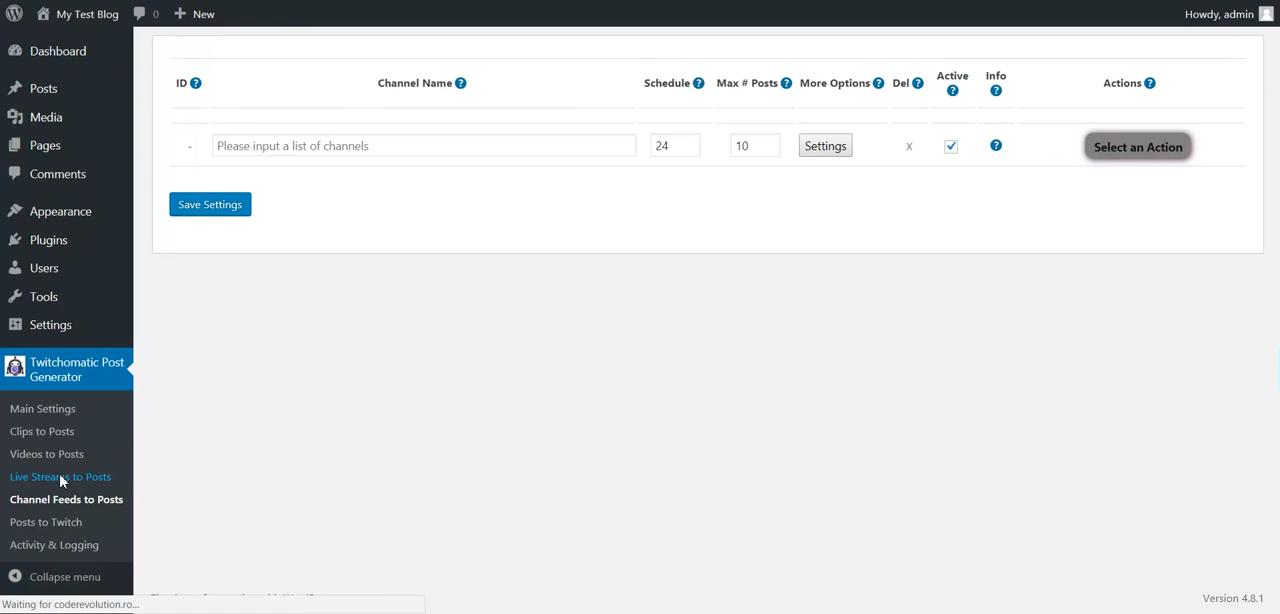 My Test Blog 0 New Howdy, admin
Dashboard
Posts
Media
Pages
Comments
Appearance
Plugins
Users
Tools
Settings
Twitchomatic Post
Generator
Main Settings
Clips to Posts
Videos to Posts
Live Streams to Posts
Channel Feeds to Posts
Posts to Twitch
Activity & Logging
Collapse menu
ID ? Channel Name ? Schedule ? Max # Posts ? More Options ? Del ? Active ? Info ? Actions ?
- Please input a list of channels 24 10 Settings X ? Select an Action
Save Settings
Waiting for coderevolution.ro...
Version 4.8.1